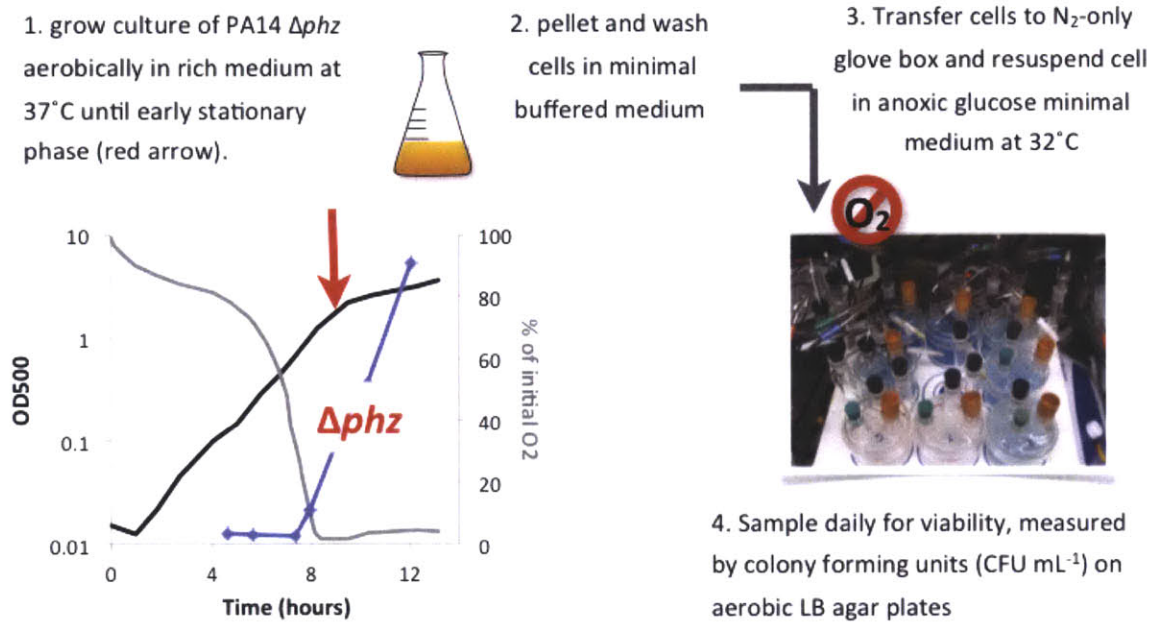 1. grow culture of PA14 Δphz
aerobically in rich medium at
37˚C until early stationary
phase (red arrow).
2. pellet and wash
cells in minimal
buffered medium
3. Transfer cells to N₂-only
glove box and resuspend cell
in anoxic glucose minimal
medium at 32˚C
O₂
10
1
0.1
0.01
OD500
100
80
60
40
20
0
% of initial O2
Δphz
0
4
8
12
Time (hours)
4. Sample daily for viability, measured
by colony forming units (CFU mL⁻¹) on
aerobic LB agar plates